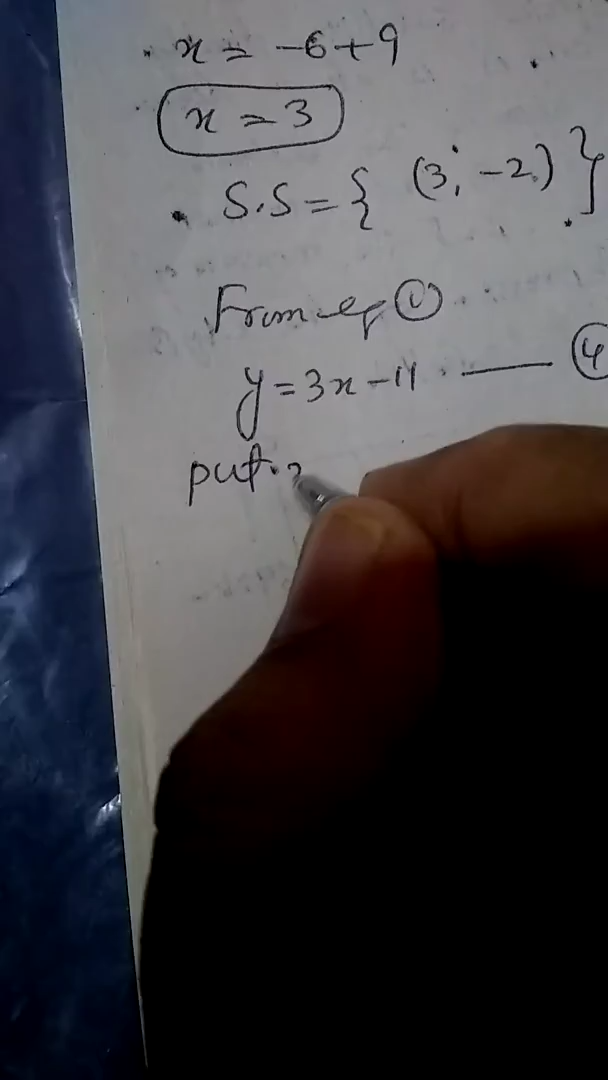 x = -6+9
x = 3
S.S = { (3, -2) }
From eq ①
y = 3x - 11 —— ④
put